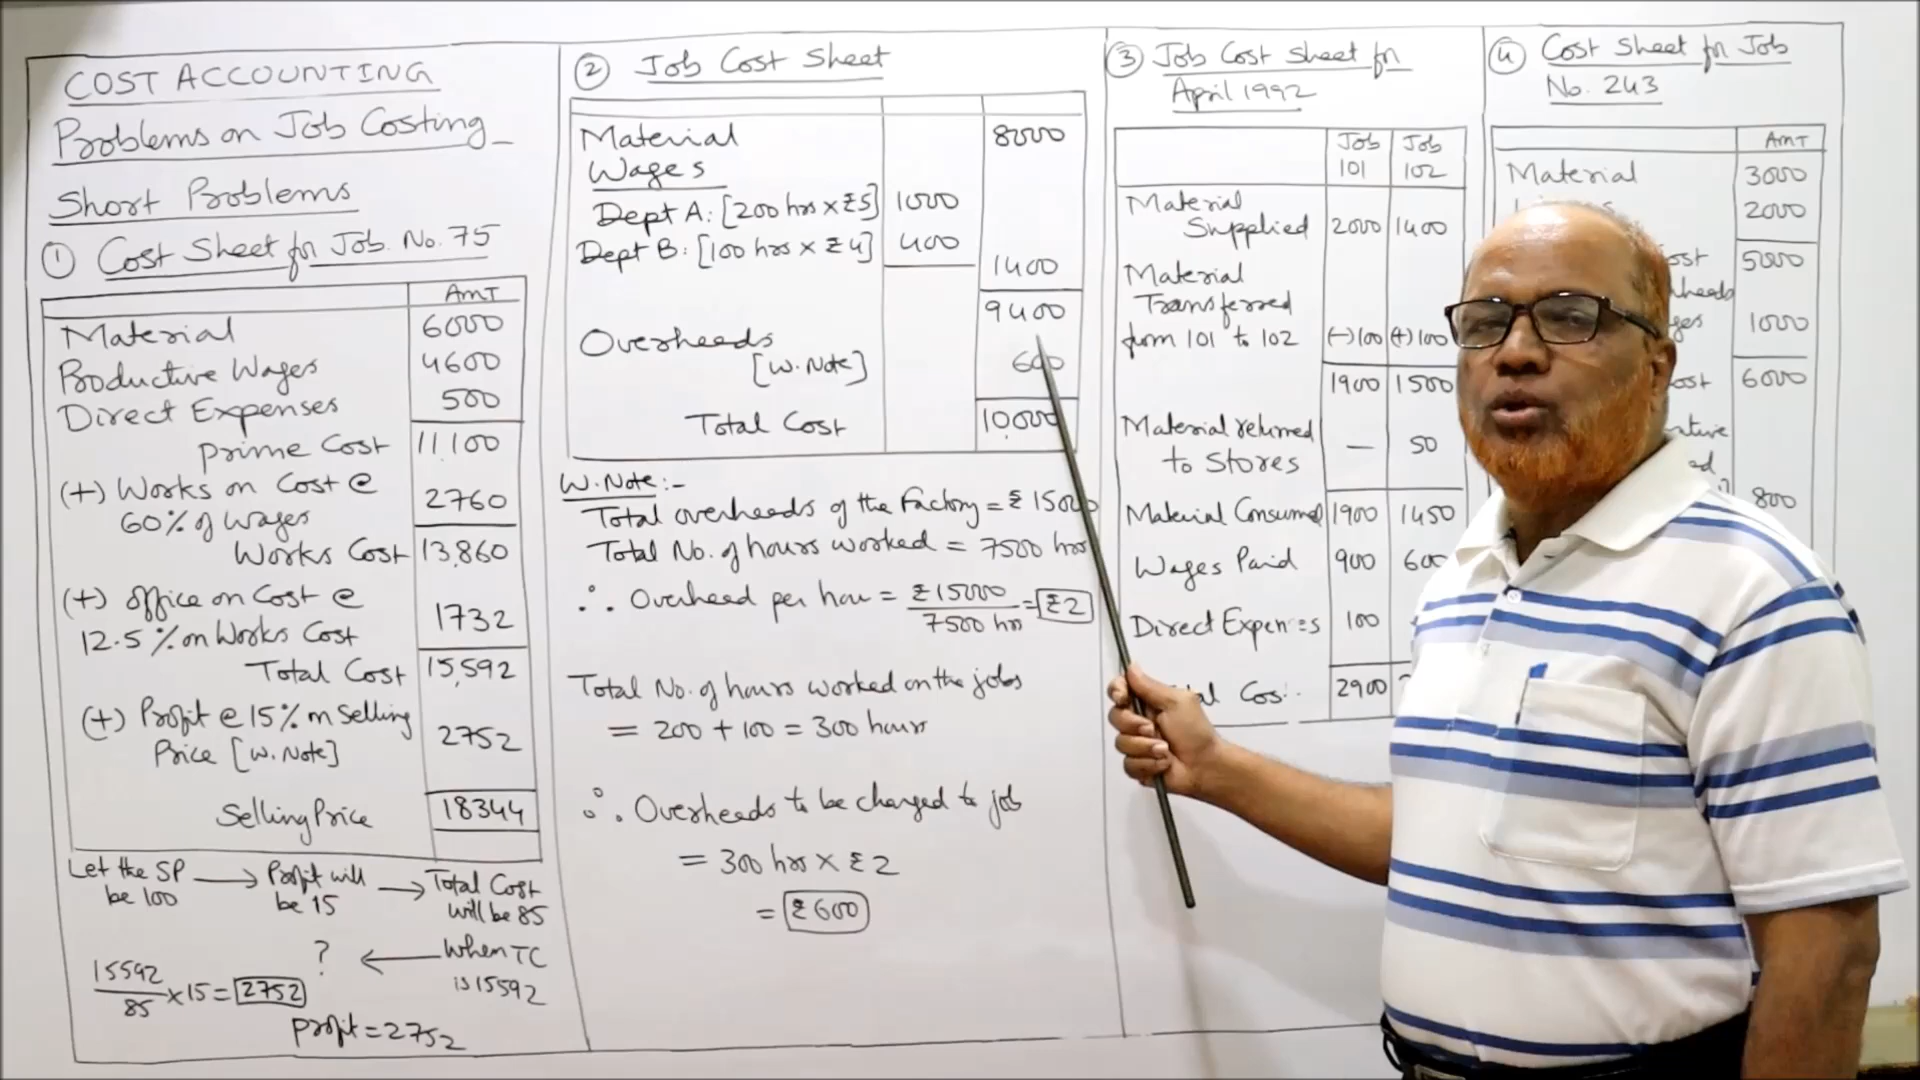 COST ACCOUNTING
Problems on Job Costing
Short Problems
① Cost Sheet for Job. No. 75
AMT
Material 6000
Productive Wages 4600
Direct Expenses 500
Prime Cost 11,100
(+) Works on Cost @
60% of Wages 2760
Works Cost 13,860
(+) Office on Cost @
12.5% on Works Cost 1732
Total Cost 15,592
(+) Profit @ 15% on Selling
Price [W.Note] 2752
Selling Price 18344
Let the SP be 100 → Profit will be 15 → Total Cost will be 85
? ← When TC is 15592
15592/85 × 15 = 2752
Profit = 2752
② Job Cost Sheet
Material 8000
Wages
Dept A: [200 hrs × ₹5] 1000
Dept B: [100 hrs × ₹4] 400
1400
9400
Overheads
[W.Note] 600
Total Cost 10,000
W.Note:-
Total overheads of the Factory = ₹15000
Total No. of hours worked = 7500 hrs
∴ Overhead per hour = ₹15000/7500 hr = ₹2
Total No. of hours worked on the jobs
= 200 + 100 = 300 hours
∴ Overheads to be charged to job
= 300 hrs × ₹2
= ₹600
③ Job Cost Sheet for
April 1992
Job 101 Job 102
Material
Supplied 2000 1400
Material
Transferred
from 101 to 102 (-)100 (+)100
1900 1500
Material returned
to Stores — 50
Material Consumed 1900 1450
Wages Paid 900 600
Direct Expenses 100
Cost 2900
④ Cost Sheet for Job
No. 243
AMT
Material 3000
2000
5000
1000
6000
800